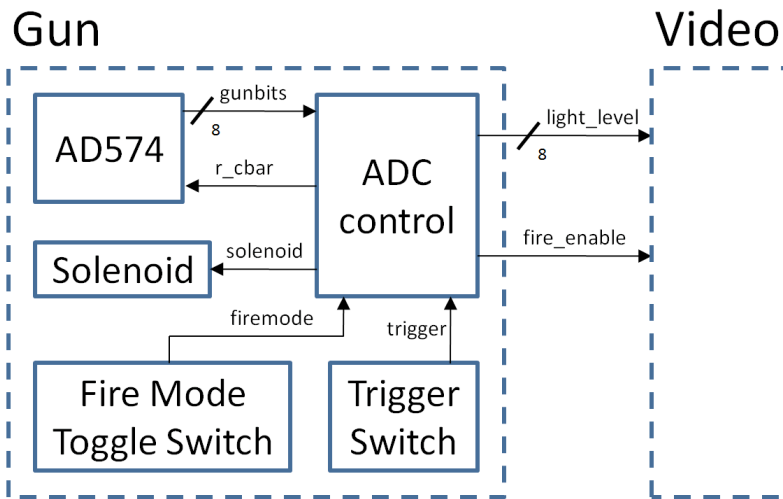 Gun
Video
gunbits
8
AD574
r_cbar
ADC
control
light_level
8
fire_enable
solenoid
Solenoid
firemode
trigger
Fire Mode
Toggle Switch
Trigger
Switch